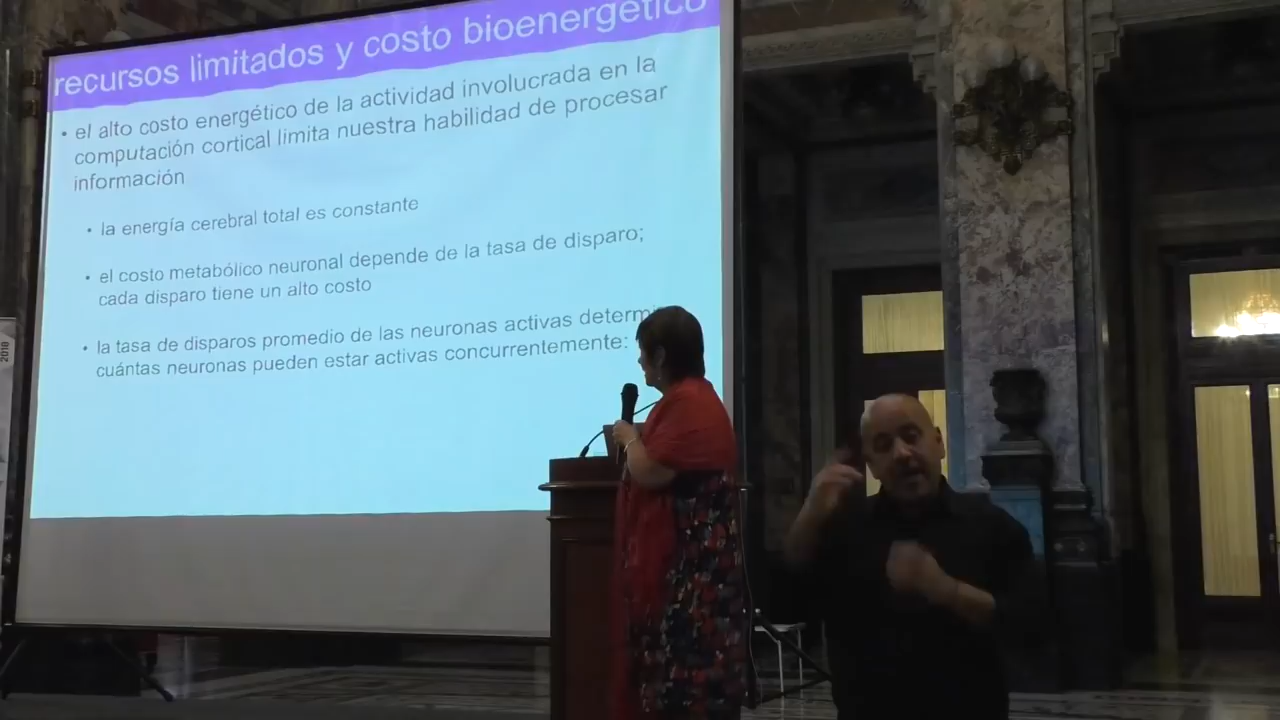 recursos limitados y costo bioenergético
• el alto costo energético de la actividad involucrada en la
computación cortical limita nuestra habilidad de procesar
información
• la energía cerebral total es constante
• el costo metabólico neuronal depende de la tasa de disparo;
cada disparo tiene un alto costo
• la tasa de disparos promedio de las neuronas activas determi
cuántas neuronas pueden estar activas concurrentemente:
2018